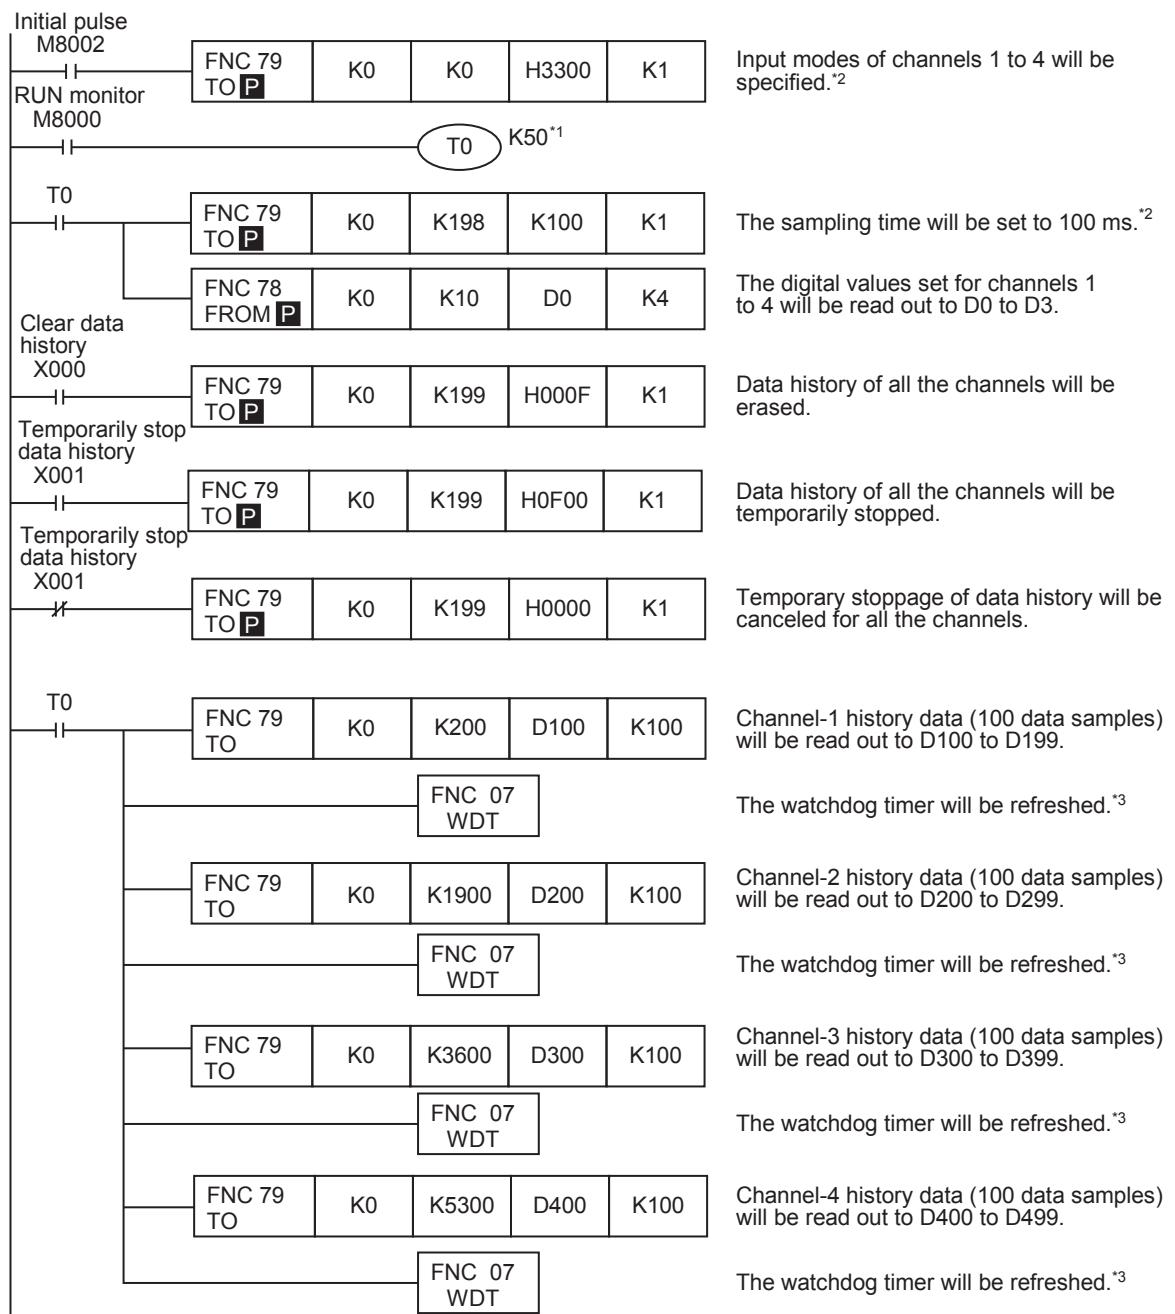 Initial pulse
M8002
FNC 79
TO P
K0
K0
H3300
K1
Input modes of channels 1 to 4 will be
specified.*2
RUN monitor
M8000
T0
K50*1
T0
FNC 79
TO P
K0
K198
K100
K1
The sampling time will be set to 100 ms.*2
FNC 78
FROM P
K0
K10
D0
K4
The digital values set for channels 1
to 4 will be read out to D0 to D3.
Clear data
history
X000
FNC 79
TO P
K0
K199
H000F
K1
Data history of all the channels will be
erased.
Temporarily stop
data history
X001
FNC 79
TO P
K0
K199
H0F00
K1
Data history of all the channels will be
temporarily stopped.
Temporarily stop
data history
X001
FNC 79
TO P
K0
K199
H0000
K1
Temporary stoppage of data history will be
canceled for all the channels.
T0
FNC 79
TO
K0
K200
D100
K100
Channel-1 history data (100 data samples)
will be read out to D100 to D199.
FNC 07
WDT
The watchdog timer will be refreshed.*3
FNC 79
TO
K0
K1900
D200
K100
Channel-2 history data (100 data samples)
will be read out to D200 to D299.
FNC 07
WDT
The watchdog timer will be refreshed.*3
FNC 79
TO
K0
K3600
D300
K100
Channel-3 history data (100 data samples)
will be read out to D300 to D399.
FNC 07
WDT
The watchdog timer will be refreshed.*3
FNC 79
TO
K0
K5300
D400
K100
Channel-4 history data (100 data samples)
will be read out to D400 to D499.
FNC 07
WDT
The watchdog timer will be refreshed.*3